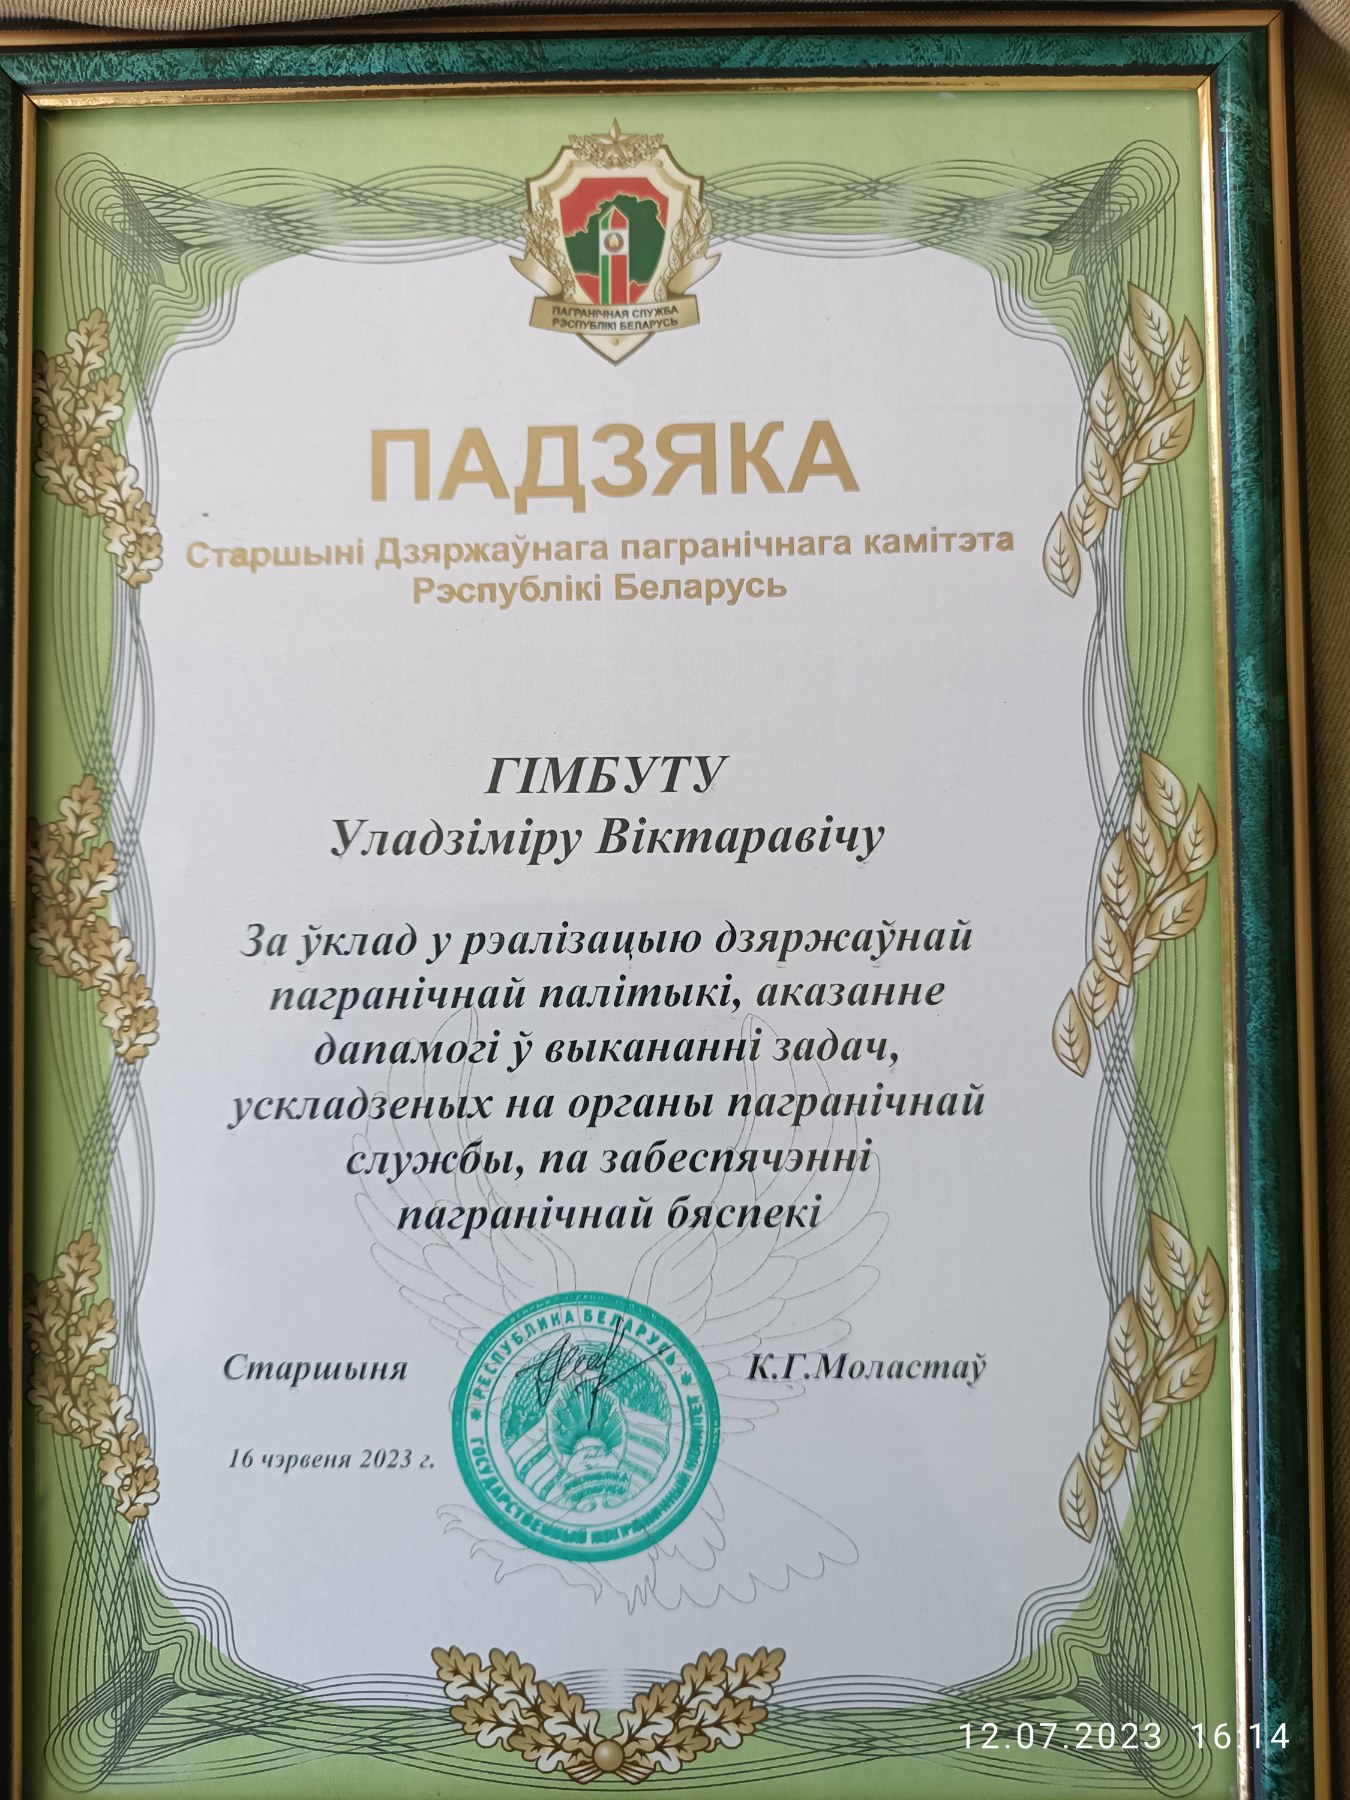 ПАГРАНІЧНАЯ СЛУЖБА
РЭСПУБЛІКІ БЕЛАРУСЬ
ПАДЗЯКА
Старшыні Дзяржаўнага пагранічнага камітэта
Рэспублікі Беларусь
ГІМБУТУ
Уладзіміру Віктаравічу
За ўклад у рэалізацыю дзяржаўнай
пагранічнай палітыкі, аказанне
дапамогі ў выкананні задач,
ускладзеных на органы пагранічнай
службы, па забеспячэнні
пагранічнай бяспекі
Старшыня
К.Г.Моластаў
16 чэрвеня 2023 г.
РЕСПУБЛИКА БЕЛАРУСЬ
ГОСУДАРСТВЕННЫЙ ПОГРАНИЧНЫЙ КОМИТЕТ
12.07.2023 16:14